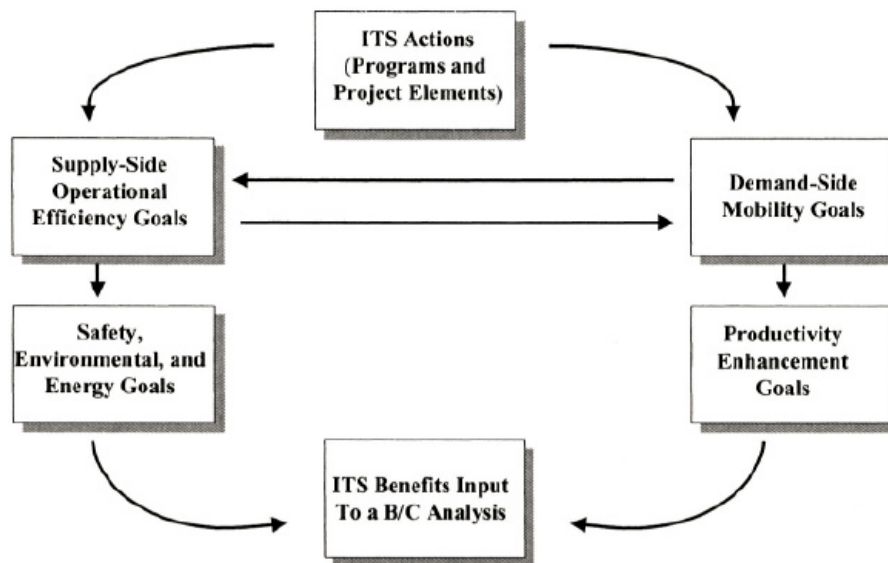 ITS Actions
(Programs and
Project Elements)
Supply-Side
Operational
Efficiency Goals
Demand-Side
Mobility Goals
Safety,
Environmental, and
Energy Goals
Productivity
Enhancement
Goals
ITS Benefits Input
To a B/C Analysis